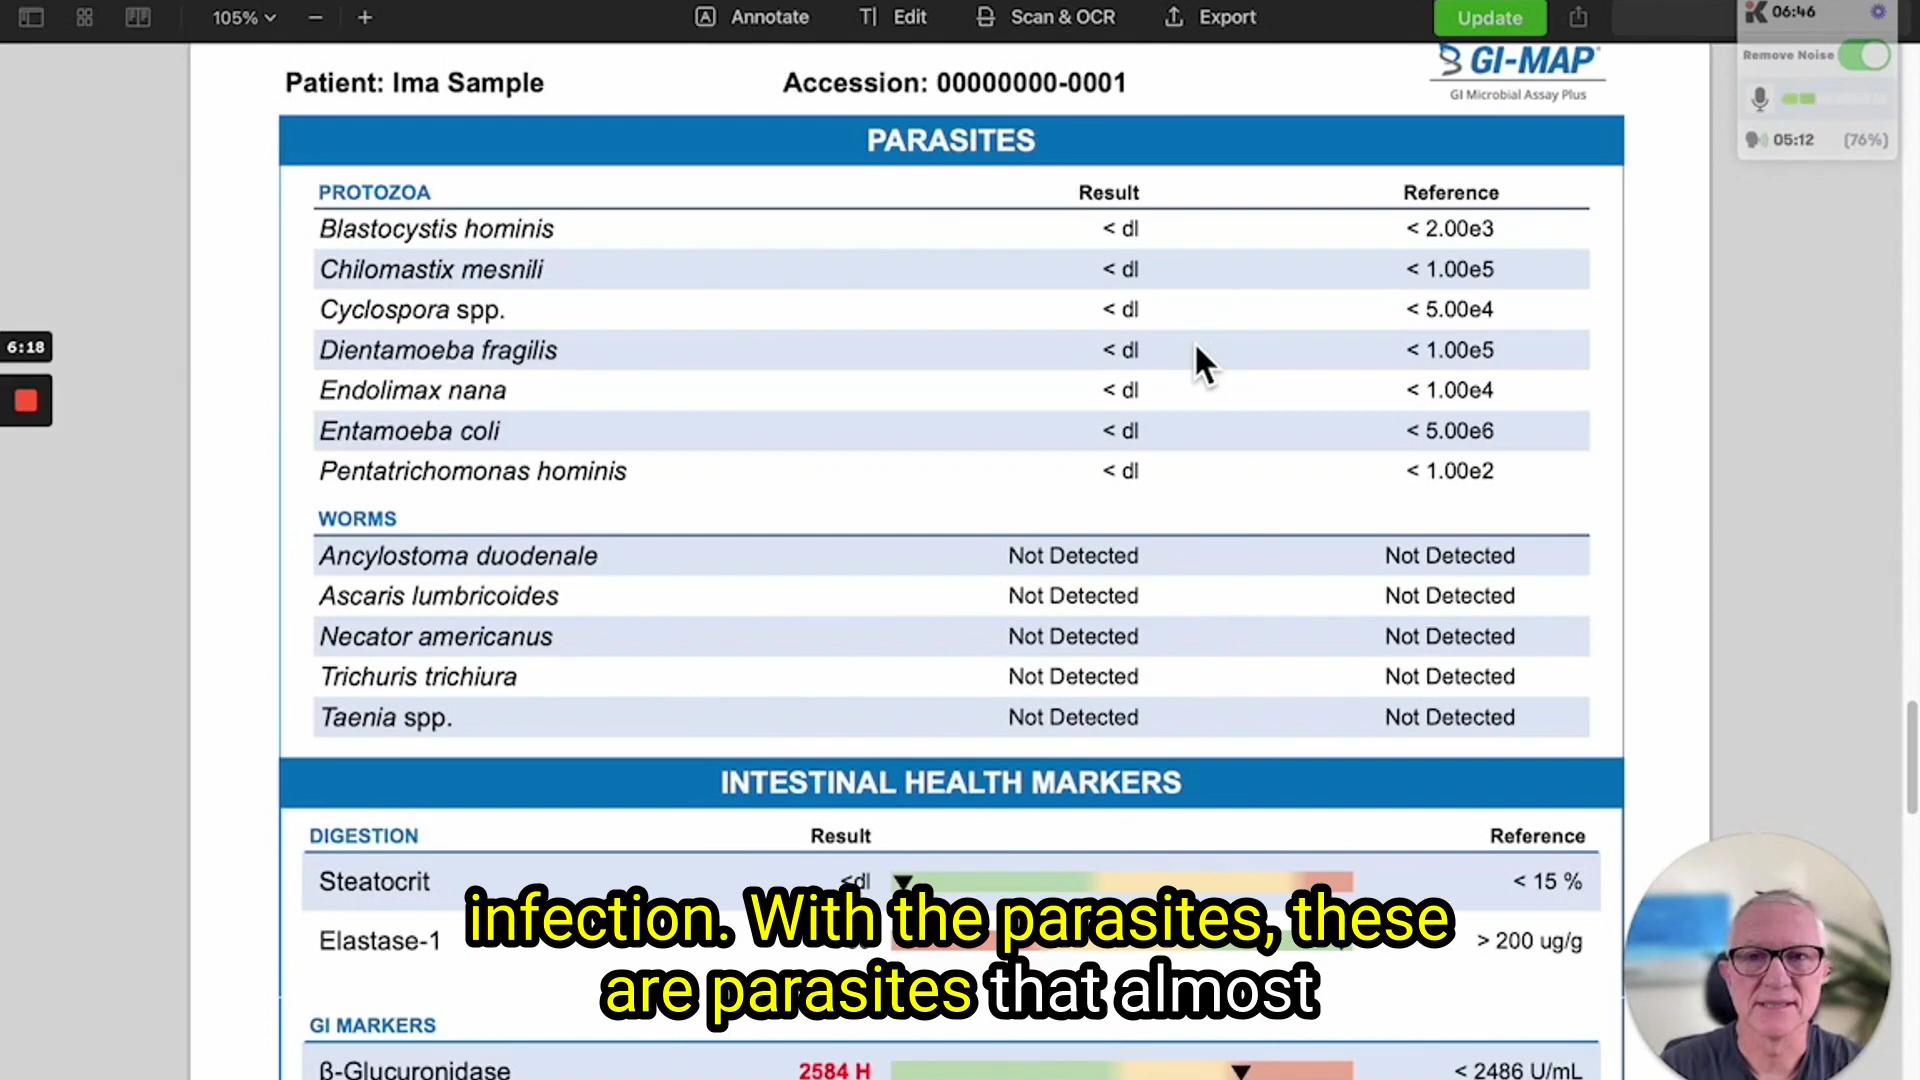 105%
Annotate
Edit
Scan & OCR
Export
Update
06:46
Remove Noise
05:12 (76%)
6:18
Patient: Ima Sample
Accession: 00000000-0001
GI-MAP
GI Microbial Assay Plus
PARASITES
PROTOZOA Result Reference
Blastocystis hominis < dl < 2.00e3
Chilomastix mesnili < dl < 1.00e5
Cyclospora spp. < dl < 5.00e4
Dientamoeba fragilis < dl < 1.00e5
Endolimax nana < dl < 1.00e4
Entamoeba coli < dl < 5.00e6
Pentatrichomonas hominis < dl < 1.00e2
WORMS
Ancylostoma duodenale Not Detected Not Detected
Ascaris lumbricoides Not Detected Not Detected
Necator americanus Not Detected Not Detected
Trichuris trichiura Not Detected Not Detected
Taenia spp. Not Detected Not Detected
INTESTINAL HEALTH MARKERS
DIGESTION Result Reference
Steatocrit <dl < 15 %
Elastase-1 > 200 ug/g
infection. With the parasites, these
are parasites that almost
GI MARKERS
β-Glucuronidase 2584 H < 2486 U/mL